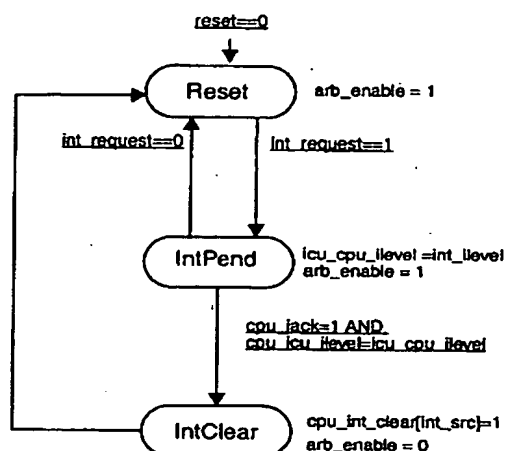 reset==0
Reset
arb_enable = 1
int_request==0
int_request==1
IntPend
icu_cpu_ilevel =int_ilevel
arb_enable = 1
cpu_iack=1 AND
cpu_icu_ilevel=icu_cpu_ilevel
IntClear
cpu_int_clear[int_src]=1
arb_enable = 0